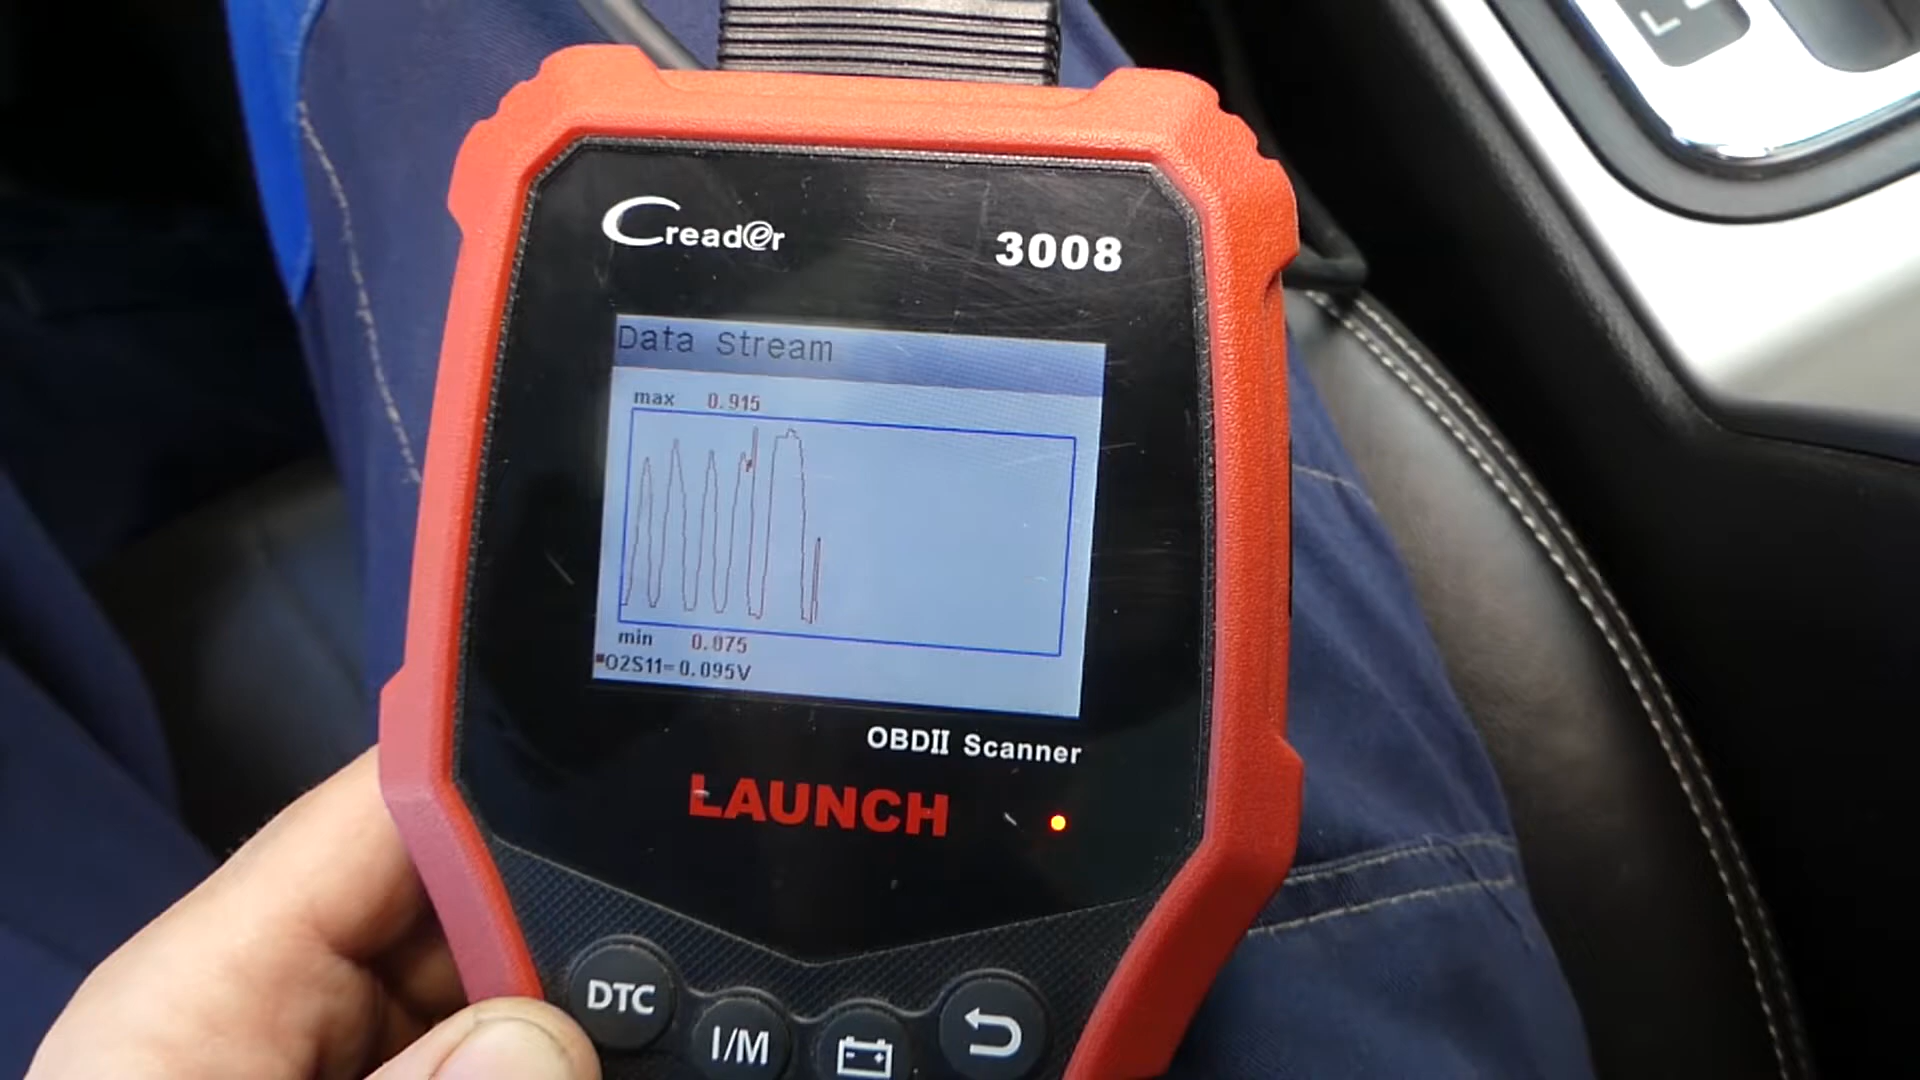 L
Creader
3008
Data Stream
max 0.915
min 0.075
O2S11=0.095V
OBDII Scanner
LAUNCH
DTC
I/M